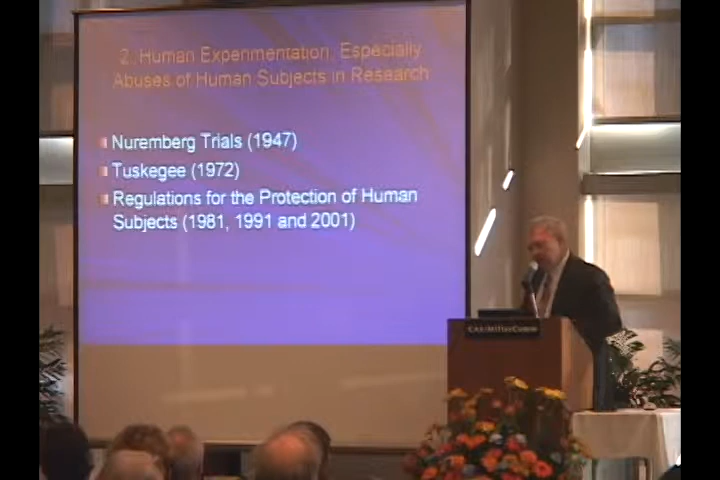 2. Human Experimentation, Especially
Abuses of Human Subjects in Research
Nuremberg Trials (1947)
Tuskegee (1972)
Regulations for the Protection of Human
Subjects (1981, 1991 and 2001)